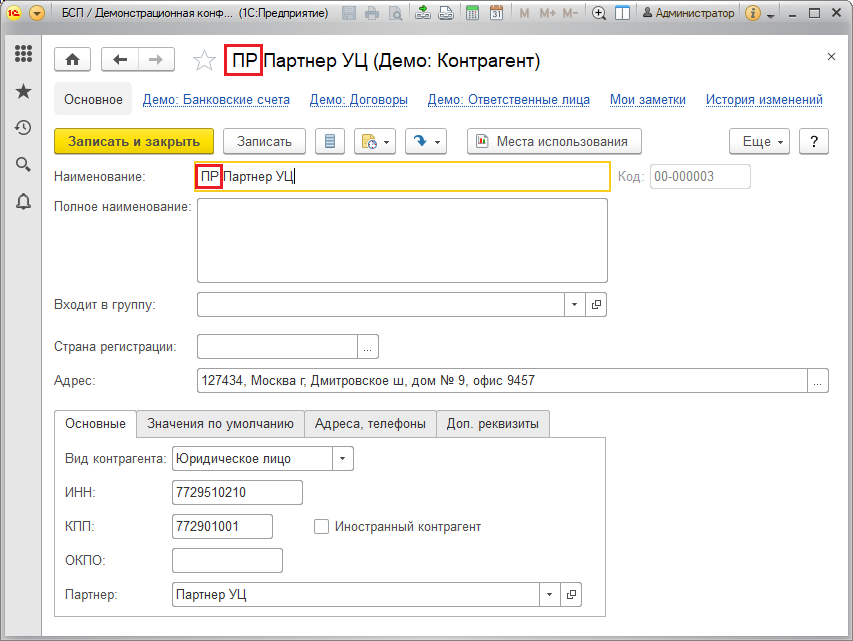 БСП / Демонстрационная конф... (1С:Предприятие) M M+ M- Администратор
ПР Партнер УЦ (Демо: Контрагент)
Основное Демо: Банковские счета Демо: Договоры Демо: Ответственные лица Мои заметки История изменений
Записать и закрыть Записать Места использования Еще ?
Наименование: ПР Партнер УЦ Код: 00-000003
Полное наименование:
Входит в группу:
Страна регистрации: ...
Адрес: 127434, Москва г, Дмитровское ш, дом № 9, офис 9457 ...
Основные Значения по умолчанию Адреса, телефоны Доп. реквизиты
Вид контрагента: Юридическое лицо
ИНН: 7729510210
КПП: 772901001 Иностранный контрагент
ОКПО:
Партнер: Партнер УЦ